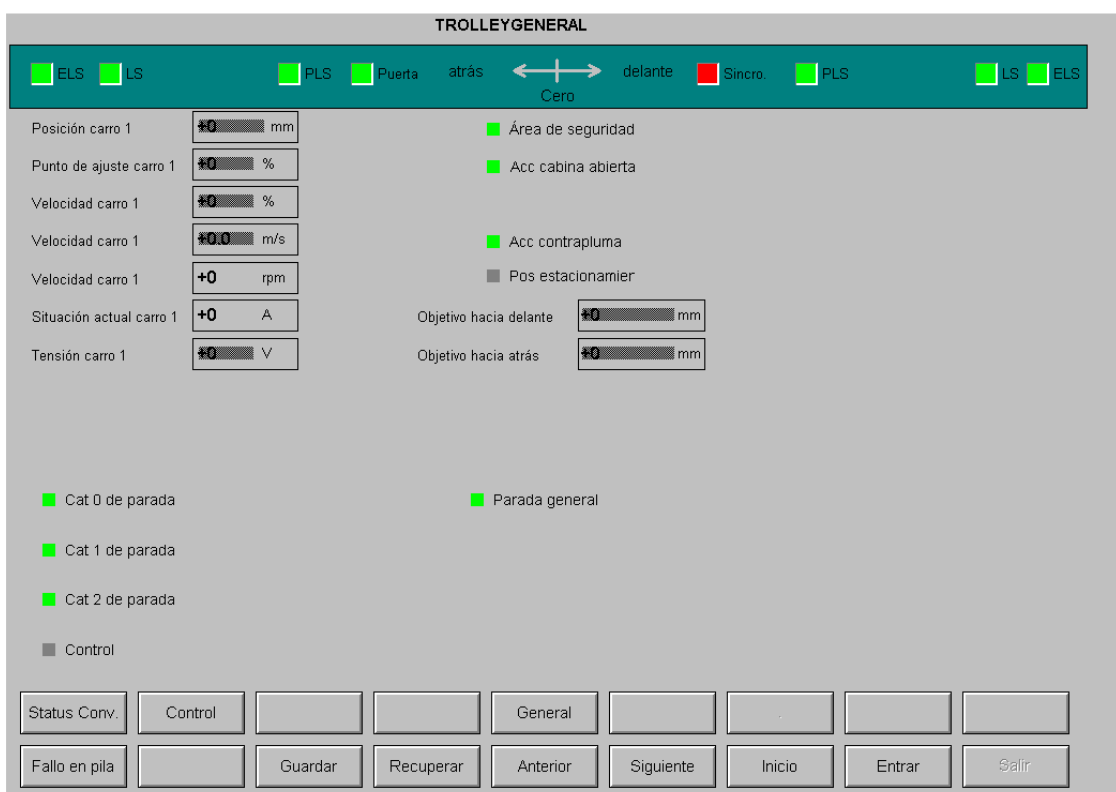 TROLLEYGENERAL
ELS LS PLS Puerta atrás delante Sincro. PLS LS ELS
Cero
Posición carro 1 +0 mm Área de seguridad
Punto de ajuste carro 1 +0 % Acc cabina abierta
Velocidad carro 1 +0 %
Velocidad carro 1 +0.0 m/s Acc contrapluma
Velocidad carro 1 +0 rpm Pos estacionamier
Situación actual carro 1 +0 A Objetivo hacia delante +0 mm
Tensión carro 1 +0 V Objetivo hacia atrás +0 mm
Cat 0 de parada Parada general
Cat 1 de parada
Cat 2 de parada
Control
Status Conv. Control General .
Fallo en pila Guardar Recuperar Anterior Siguiente Inicio Entrar Salir